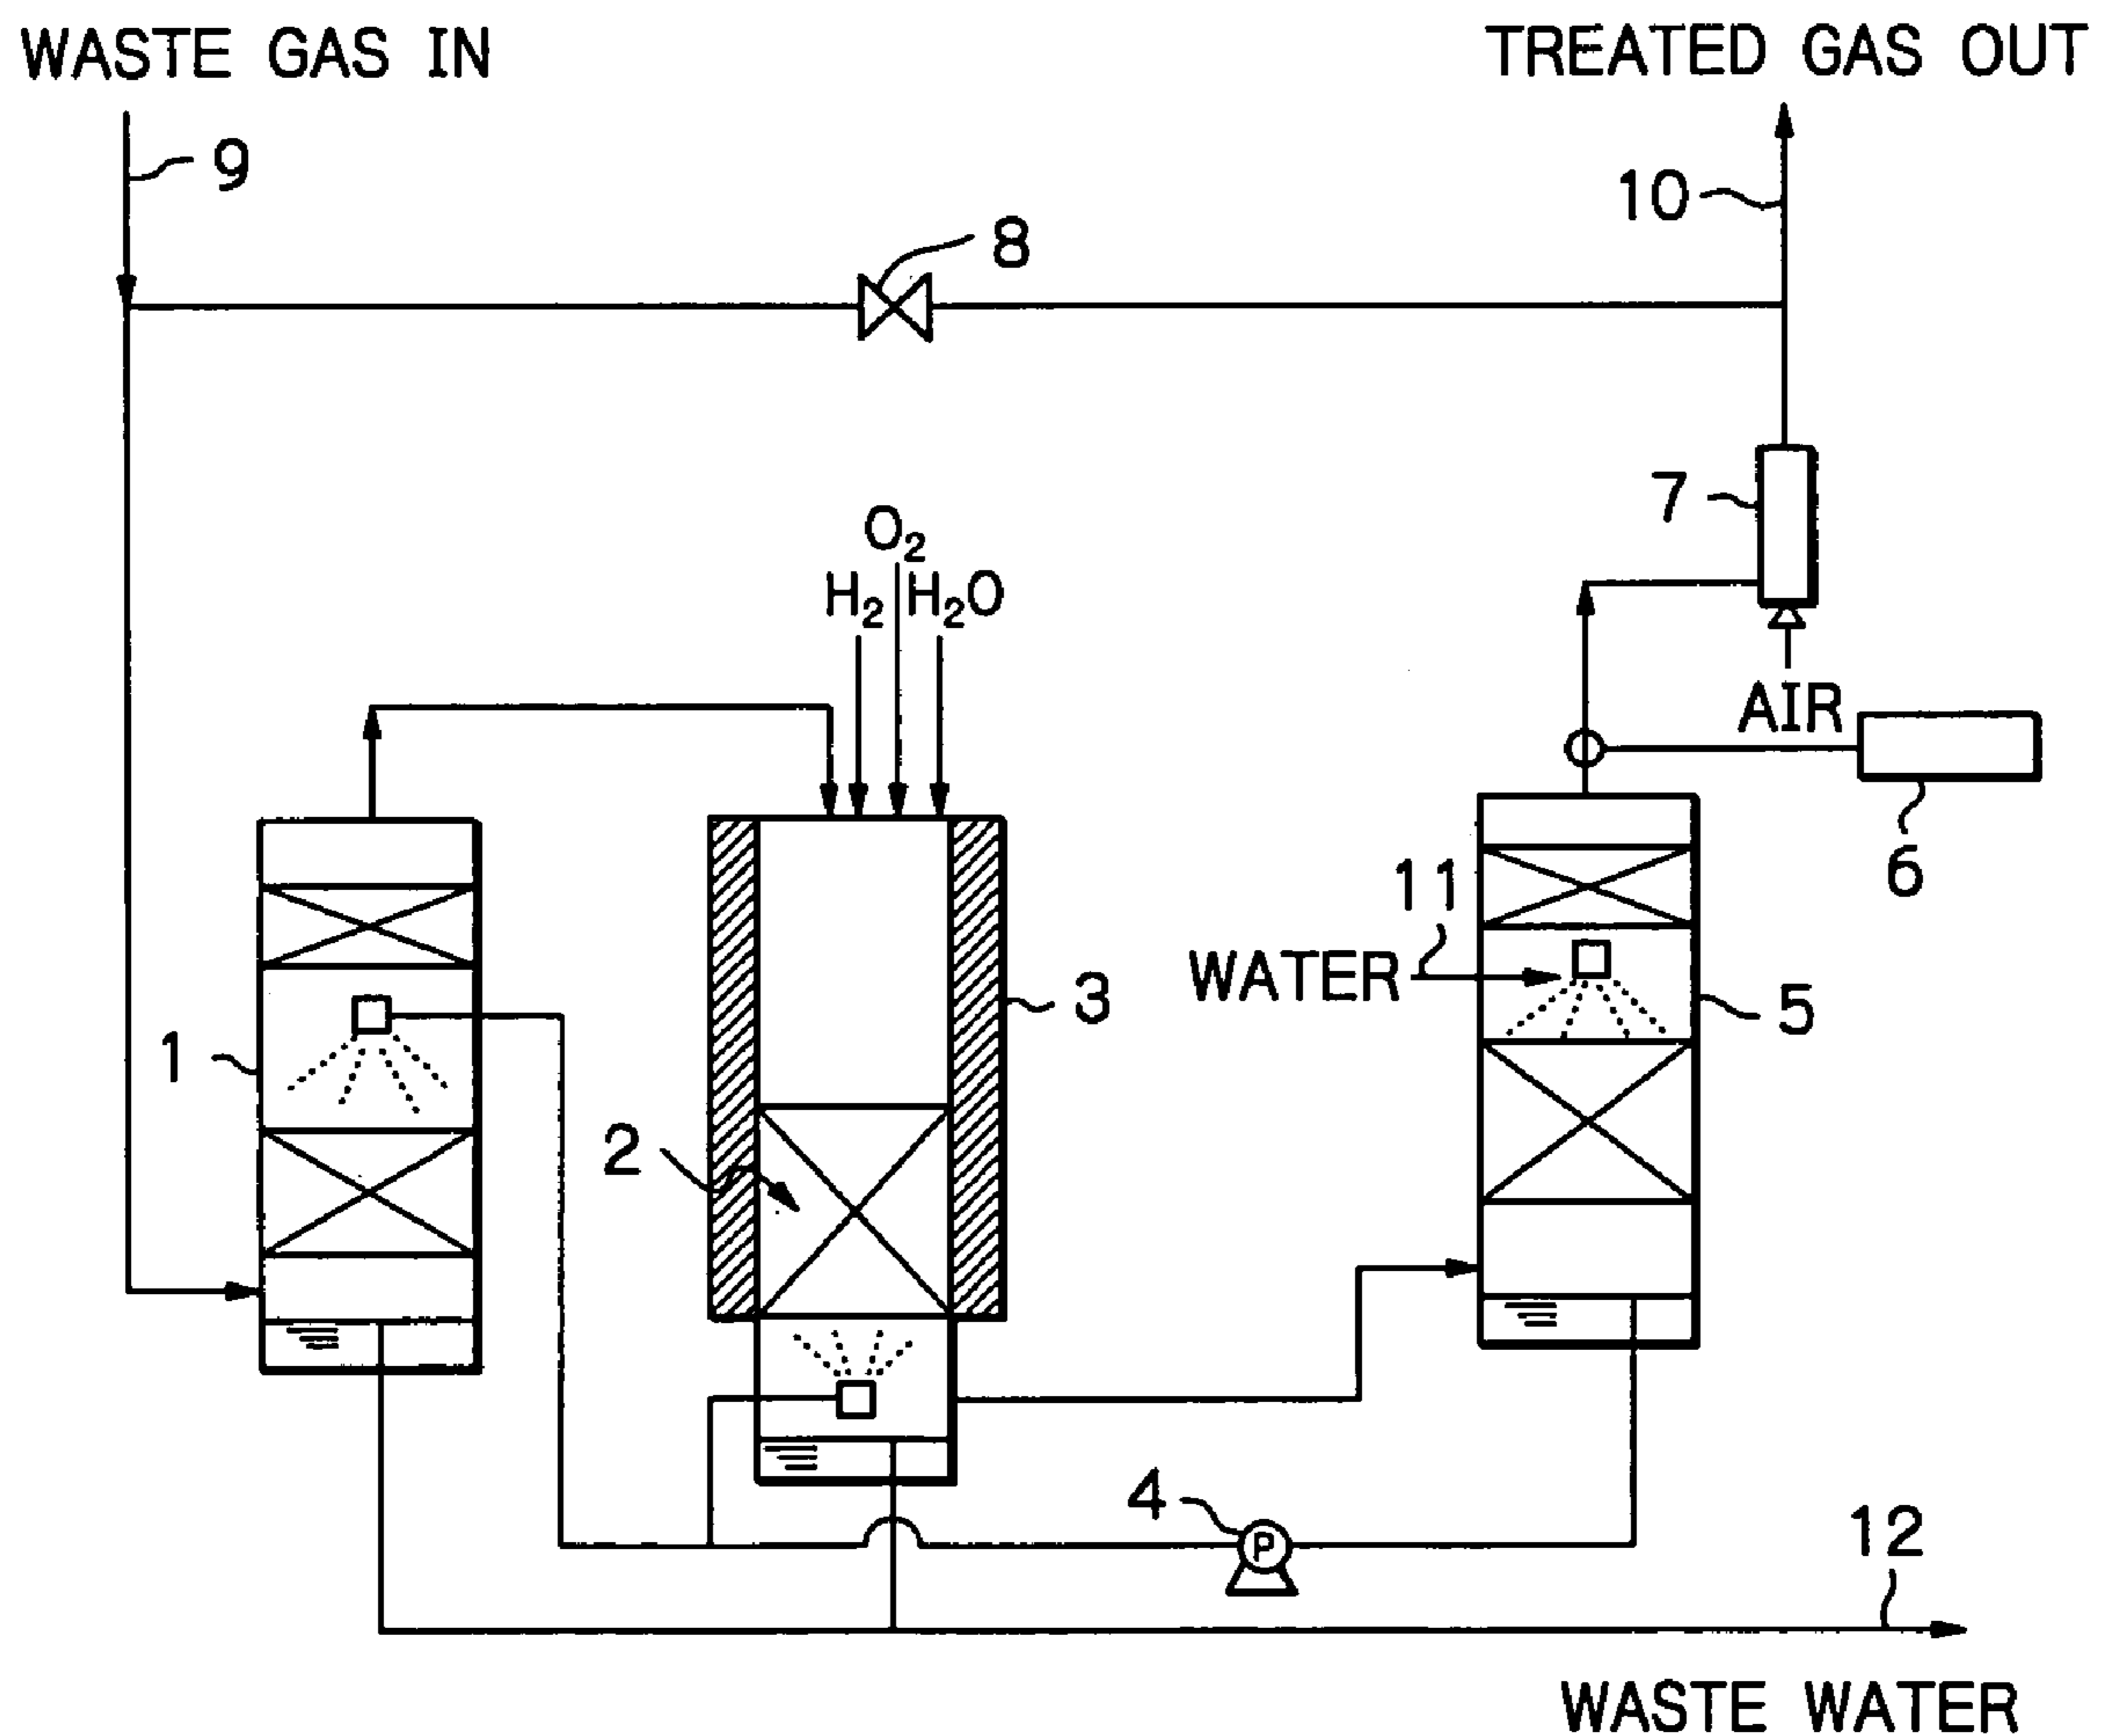 WASTE GAS IN
TREATED GAS OUT
9
10
8
7
O2
H2
H2O
AIR
6
11
WATER
3
5
1
2
4
P
12
WASTE WATER